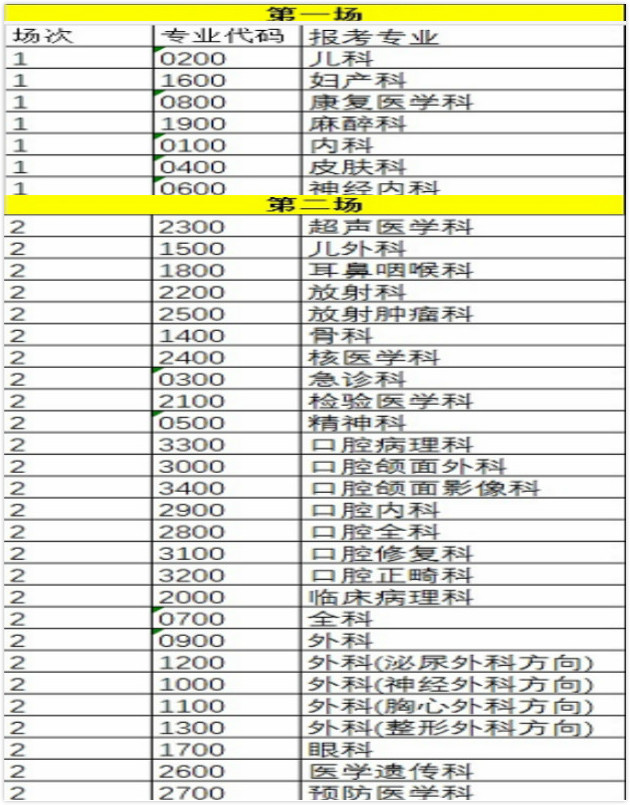 第一场
场次 专业代码 报考专业
1 0200 儿科
1 1600 妇产科
1 0800 康复医学科
1 1900 麻醉科
1 0100 内科
1 0400 皮肤科
1 0600 神经内科
第二场
2 2300 超声医学科
2 1500 儿外科
2 1800 耳鼻咽喉科
2 2200 放射科
2 2500 放射肿瘤科
2 1400 骨科
2 2400 核医学科
2 0300 急诊科
2 2100 检验医学科
2 0500 精神科
2 3300 口腔病理科
2 3000 口腔颌面外科
2 3400 口腔颌面影像科
2 2900 口腔内科
2 2800 口腔全科
2 3100 口腔修复科
2 3200 口腔正畸科
2 2000 临床病理科
2 0700 全科
2 0900 外科
2 1200 外科(泌尿外科方向)
2 1000 外科(神经外科方向)
2 1100 外科(胸心外科方向)
2 1300 外科(整形外科方向)
2 1700 眼科
2 2600 医学遗传科
2 2700 预防医学科